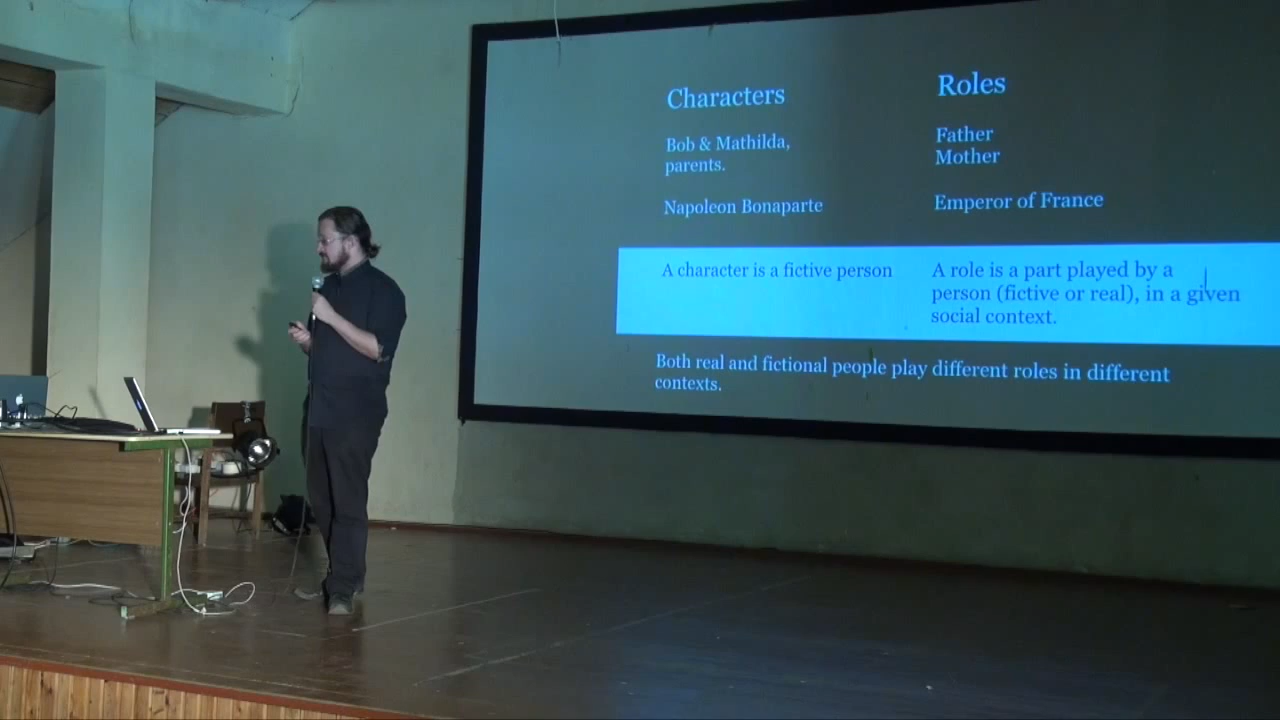 Characters
Roles
Bob & Mathilda,
parents.
Father
Mother
Napoleon Bonaparte
Emperor of France
A character is a fictive person
A role is a part played by a
person (fictive or real), in a given
social context.
Both real and fictional people play different roles in different
contexts.